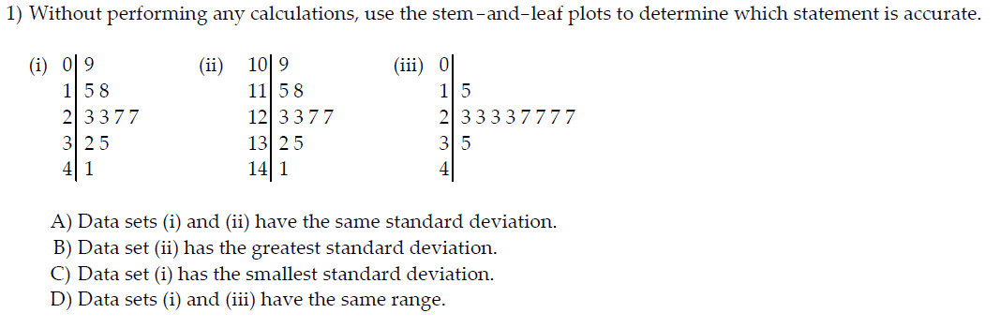 1) Without performing any calculations, use the stem-and-leaf plots to determine which statement is accurate.
(i) 0| 9 (ii) 10| 9 (iii) 0|
1| 5 8 11| 5 8 1| 5
2| 3 3 7 7 12| 3 3 7 7 2| 3 3 3 3 7 7 7 7
3| 2 5 13| 2 5 3| 5
4| 1 14| 1 4|
A) Data sets (i) and (ii) have the same standard deviation.
B) Data set (ii) has the greatest standard deviation.
C) Data set (i) has the smallest standard deviation.
D) Data sets (i) and (iii) have the same range.